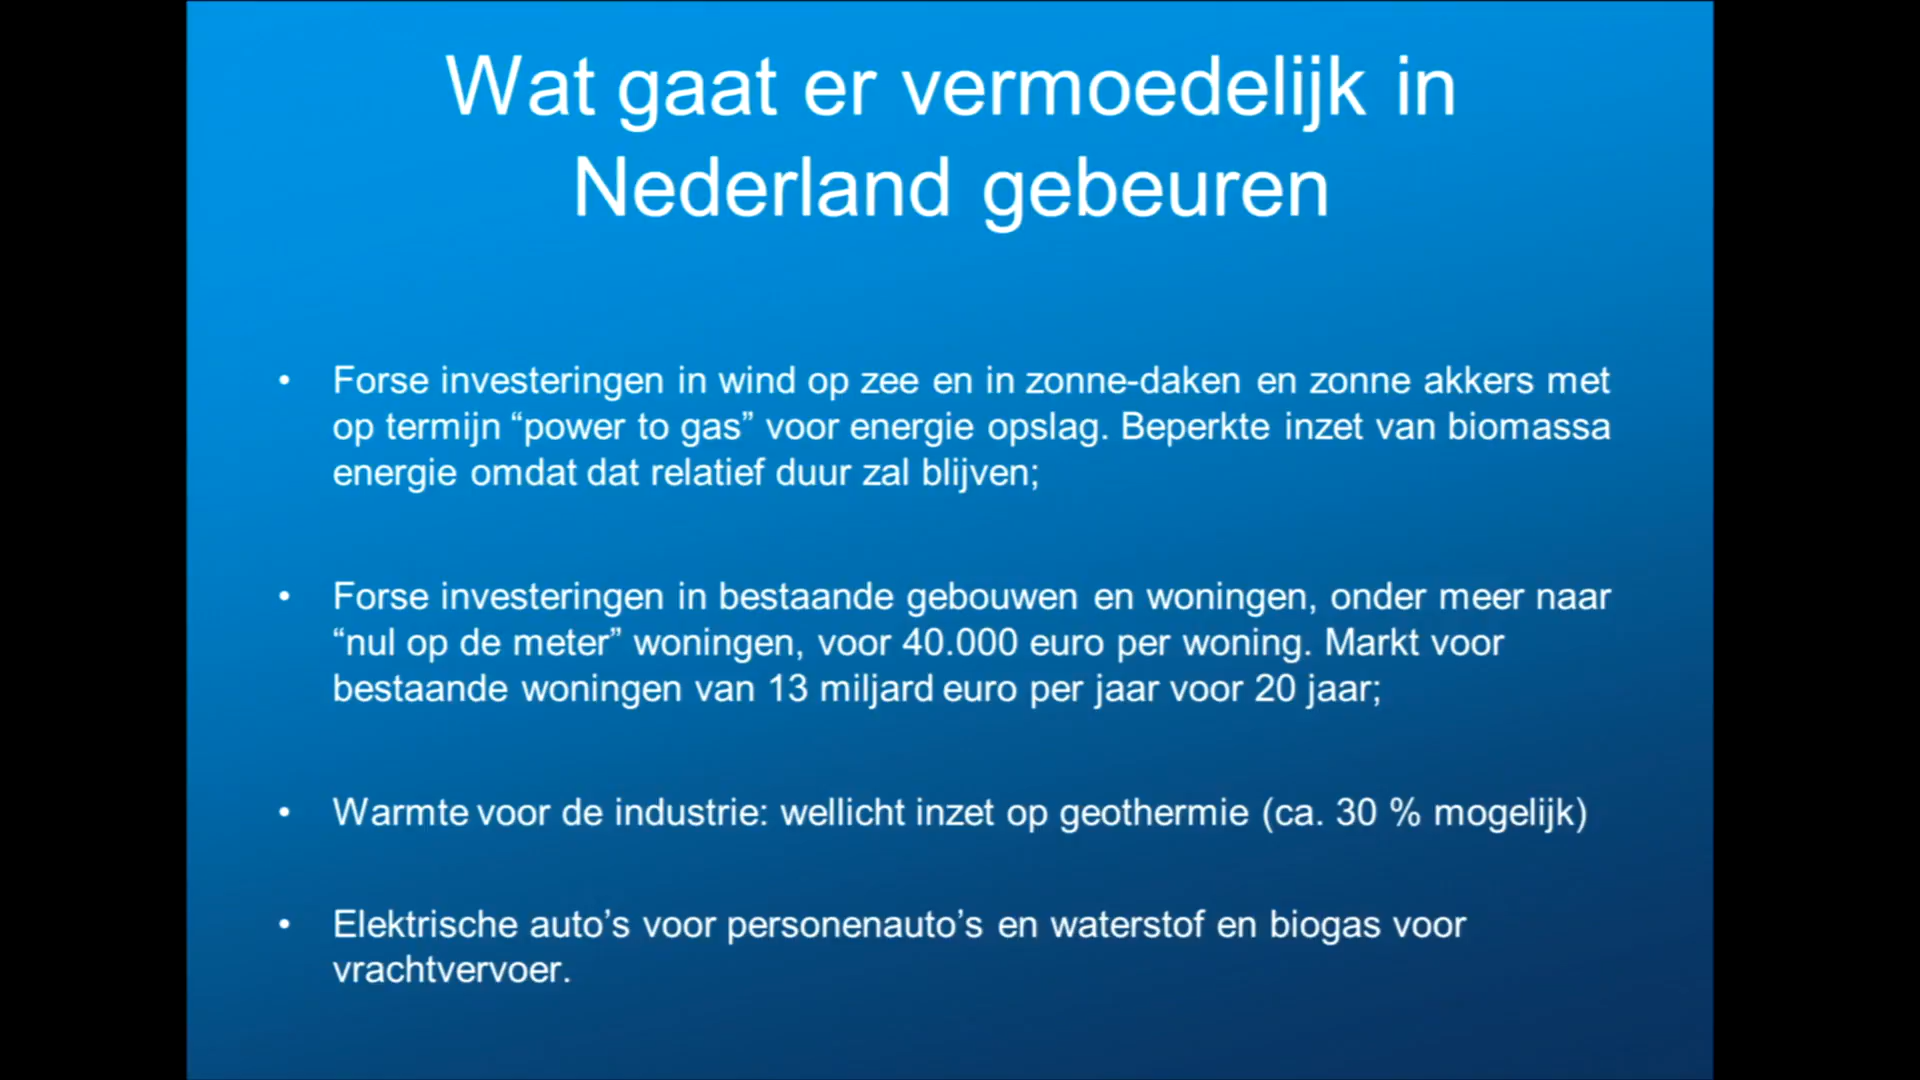 Wat gaat er vermoedelijk in
Nederland gebeuren
• Forse investeringen in wind op zee en in zonne-daken en zonne akkers met
op termijn “power to gas” voor energie opslag. Beperkte inzet van biomassa
energie omdat dat relatief duur zal blijven;
• Forse investeringen in bestaande gebouwen en woningen, onder meer naar
“nul op de meter” woningen, voor 40.000 euro per woning. Markt voor
bestaande woningen van 13 miljard euro per jaar voor 20 jaar;
• Warmte voor de industrie: wellicht inzet op geothermie (ca. 30 % mogelijk)
• Elektrische auto’s voor personenauto’s en waterstof en biogas voor
vrachtvervoer.